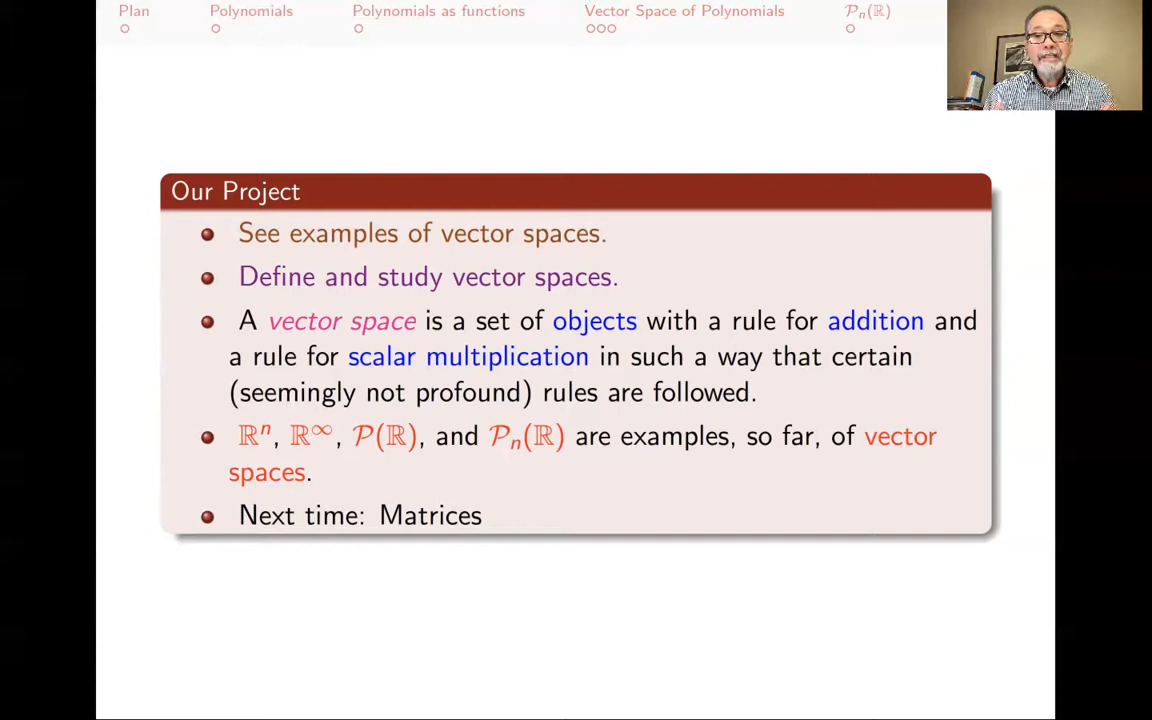 Plan Polynomials Polynomials as functions Vector Space of Polynomials 𝒫ₙ(ℝ)
Our Project
See examples of vector spaces.
Define and study vector spaces.
A vector space is a set of objects with a rule for addition and
a rule for scalar multiplication in such a way that certain
(seemingly not profound) rules are followed.
ℝⁿ, ℝ^∞, 𝒫(ℝ), and 𝒫ₙ(ℝ) are examples, so far, of vector
spaces.
Next time: Matrices